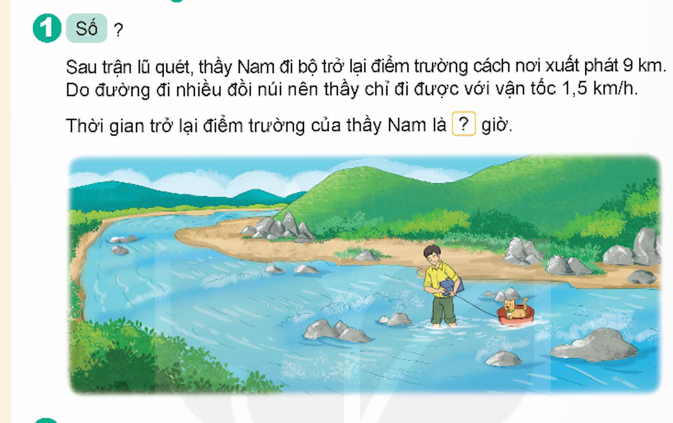 1 Số ?
Sau trận lũ quét, thầy Nam đi bộ trở lại điểm trường cách nơi xuất phát 9 km.
Do đường đi nhiều đồi núi nên thầy chỉ đi được với vận tốc 1,5 km/h.
Thời gian trở lại điểm trường của thầy Nam là ? giờ.